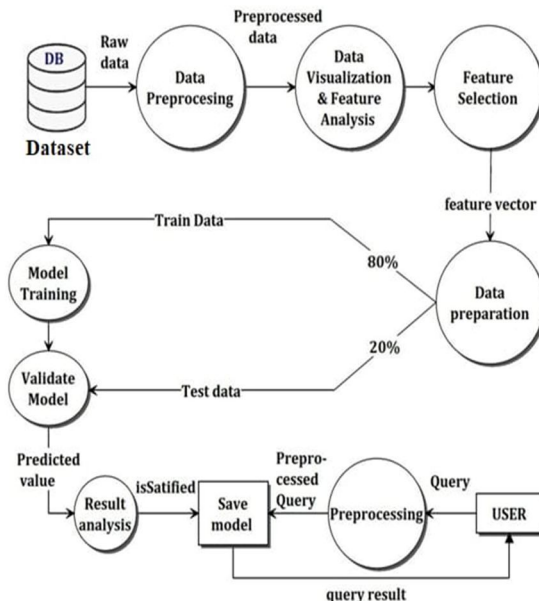 DB
Dataset
Raw
data
Data
Preprocesing
Preprocessed
data
Data
Visualization
& Feature
Analysis
Feature
Selection
feature vector
Data
preparation
80%
Train Data
20%
Test data
Model
Training
Validate
Model
Predicted
value
Result
analysis
isSatified
Save
model
Prepro-
cessed
Query
Preprocessing
Query
USER
query result